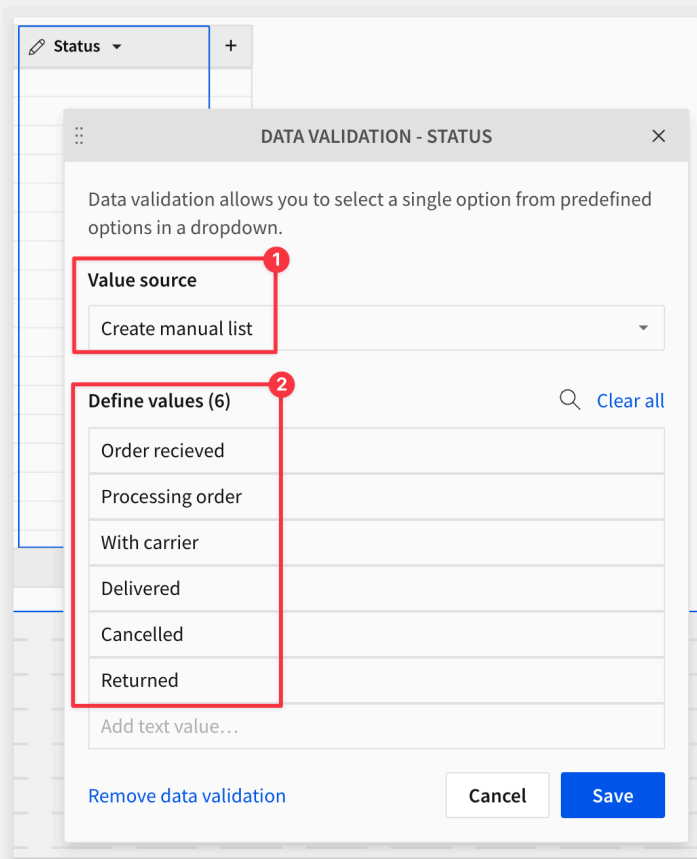 Status
+
DATA VALIDATION - STATUS
Data validation allows you to select a single option from predefined
options in a dropdown.
1
Value source
Create manual list
2
Define values (6)
Clear all
Order recieved
Processing order
With carrier
Delivered
Cancelled
Returned
Add text value...
Remove data validation
Cancel
Save